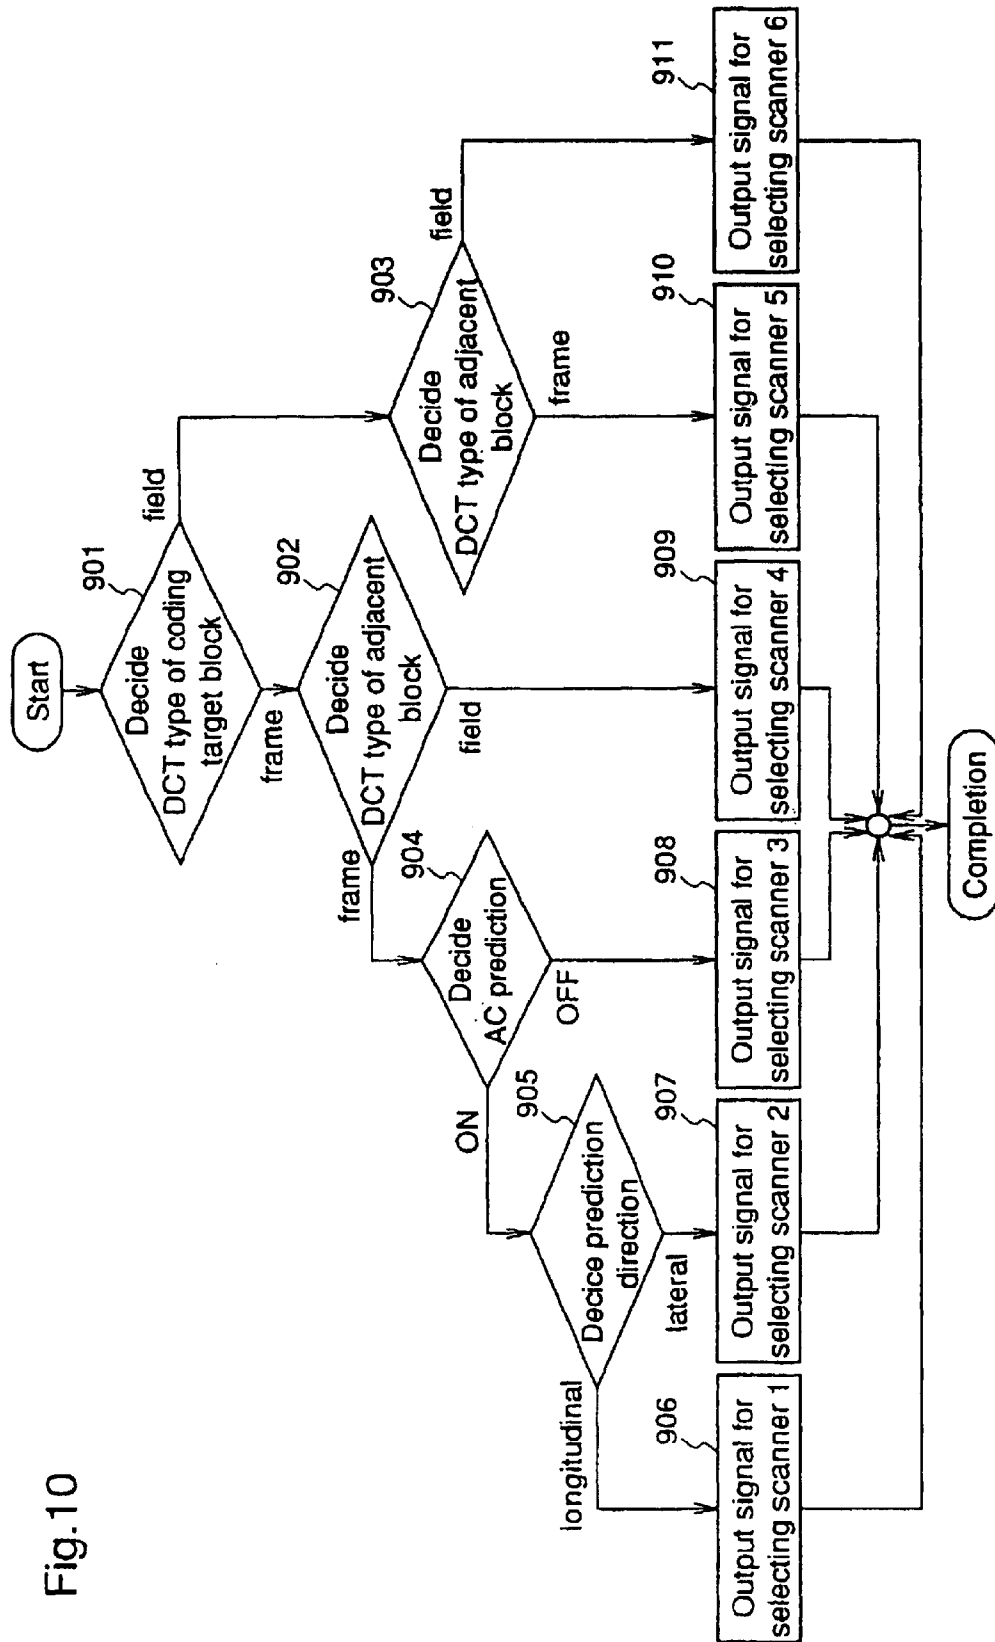 Fig.10
Start
901
Decide
DCT type of coding
target block
field
frame
902
Decide
DCT type of adjacent
block
frame
field
903
Decide
DCT type of adjacent
block
field
frame
904
Decide
AC prediction
ON
OFF
905
Decice prediction
direction
longitudinal
lateral
906
Output signal for
selecting scanner 1
907
Output signal for
selecting scanner 2
908
Output signal for
selecting scanner 3
909
Output signal for
selecting scanner 4
910
Output signal for
selecting scanner 5
911
Output signal for
selecting scanner 6
Completion